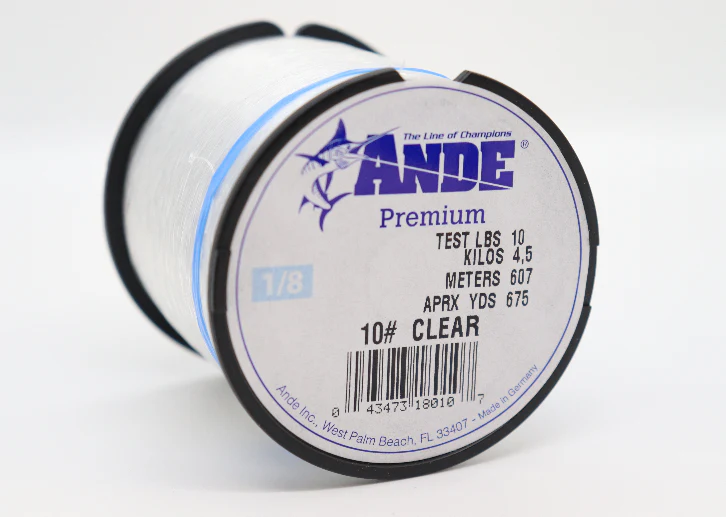 The Line of Champions
ANDE®
Premium
TEST LBS 10
KILOS 4,5
1/8
METERS 607
APRX YDS 675
10# CLEAR
0 43473 18010 7
Ande Inc., West Palm Beach, FL 33407 - Made in Germany